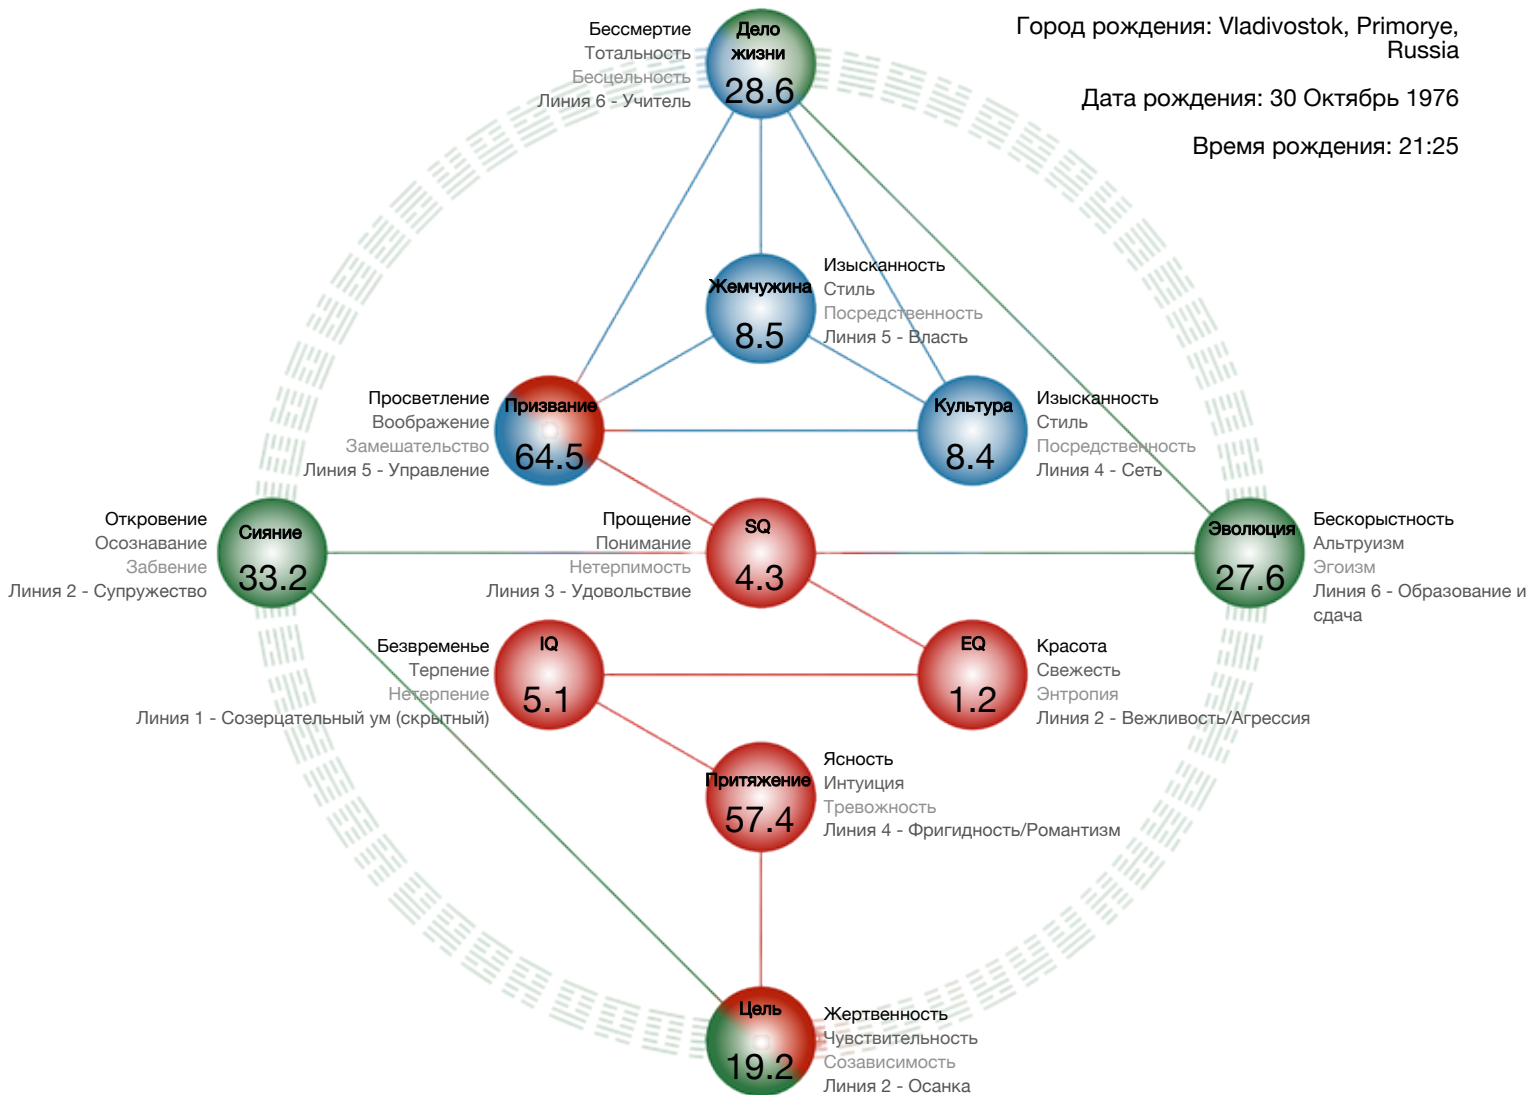 Город рождения: Vladivostok, Primorye,
Russia
Дата рождения: 30 Октябрь 1976
Время рождения: 21:25
Бессмертие
Тотальность
Бесцельность
Линия 6 - Учитель
Дело
жизни
28.6
Жемчужина
8.5
Изысканность
Стиль
Посредственность
Линия 5 - Власть
Просветление
Воображение
Замешательство
Линия 5 - Управление
Призвание
64.5
Культура
8.4
Изысканность
Стиль
Посредственность
Линия 4 - Сеть
Откровение
Осознавание
Забвение
Линия 2 - Супружество
Сияние
33.2
Прощение
Понимание
Нетерпимость
Линия 3 - Удовольствие
SQ
4.3
Эволюция
27.6
Бескорыстность
Альтруизм
Эгоизм
Линия 6 - Образование и
сдача
Безвременье
Терпение
Нетерпение
Линия 1 - Созерцательный ум (скрытный)
IQ
5.1
EQ
1.2
Красота
Свежесть
Энтропия
Линия 2 - Вежливость/Агрессия
Притяжение
57.4
Ясность
Интуиция
Тревожность
Линия 4 - Фригидность/Романтизм
Цель
19.2
Жертвенность
Чувствительность
Созависимость
Линия 2 - Осанка